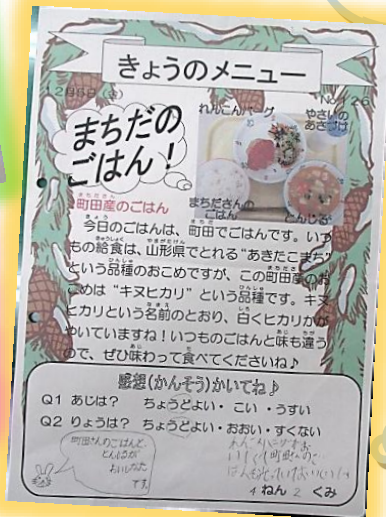 きょうのメニュー
12月5日(金)
No.126
れんこんバーグ
やさいの
あさづけ
まちだの
ごはん!
まちださんの
ごはん
とんじる
町田産のごはん
今日のごはんは、町田でごはんです。いつ
もの給食は、山形県でとれる“あきたこまち”
という品種のおこめですが、この町田産のお
こめは“キヌヒカリ”という品種です。キヌ
ヒカリという名前のとおり、白くヒカリかが
やいていますね!いつものごはんと味も違う
ので、ぜひ味わって食べてくださいね♪
感想(かんそう)かいてね♪
Q1 あじは? ちょうどよい・ こい ・うすい
Q2 りょうは? ちょうどよい・おおい・すくない
町田さんのごはんと、
とんじるが
おいしかった
です。
1 ねん 2 くみ